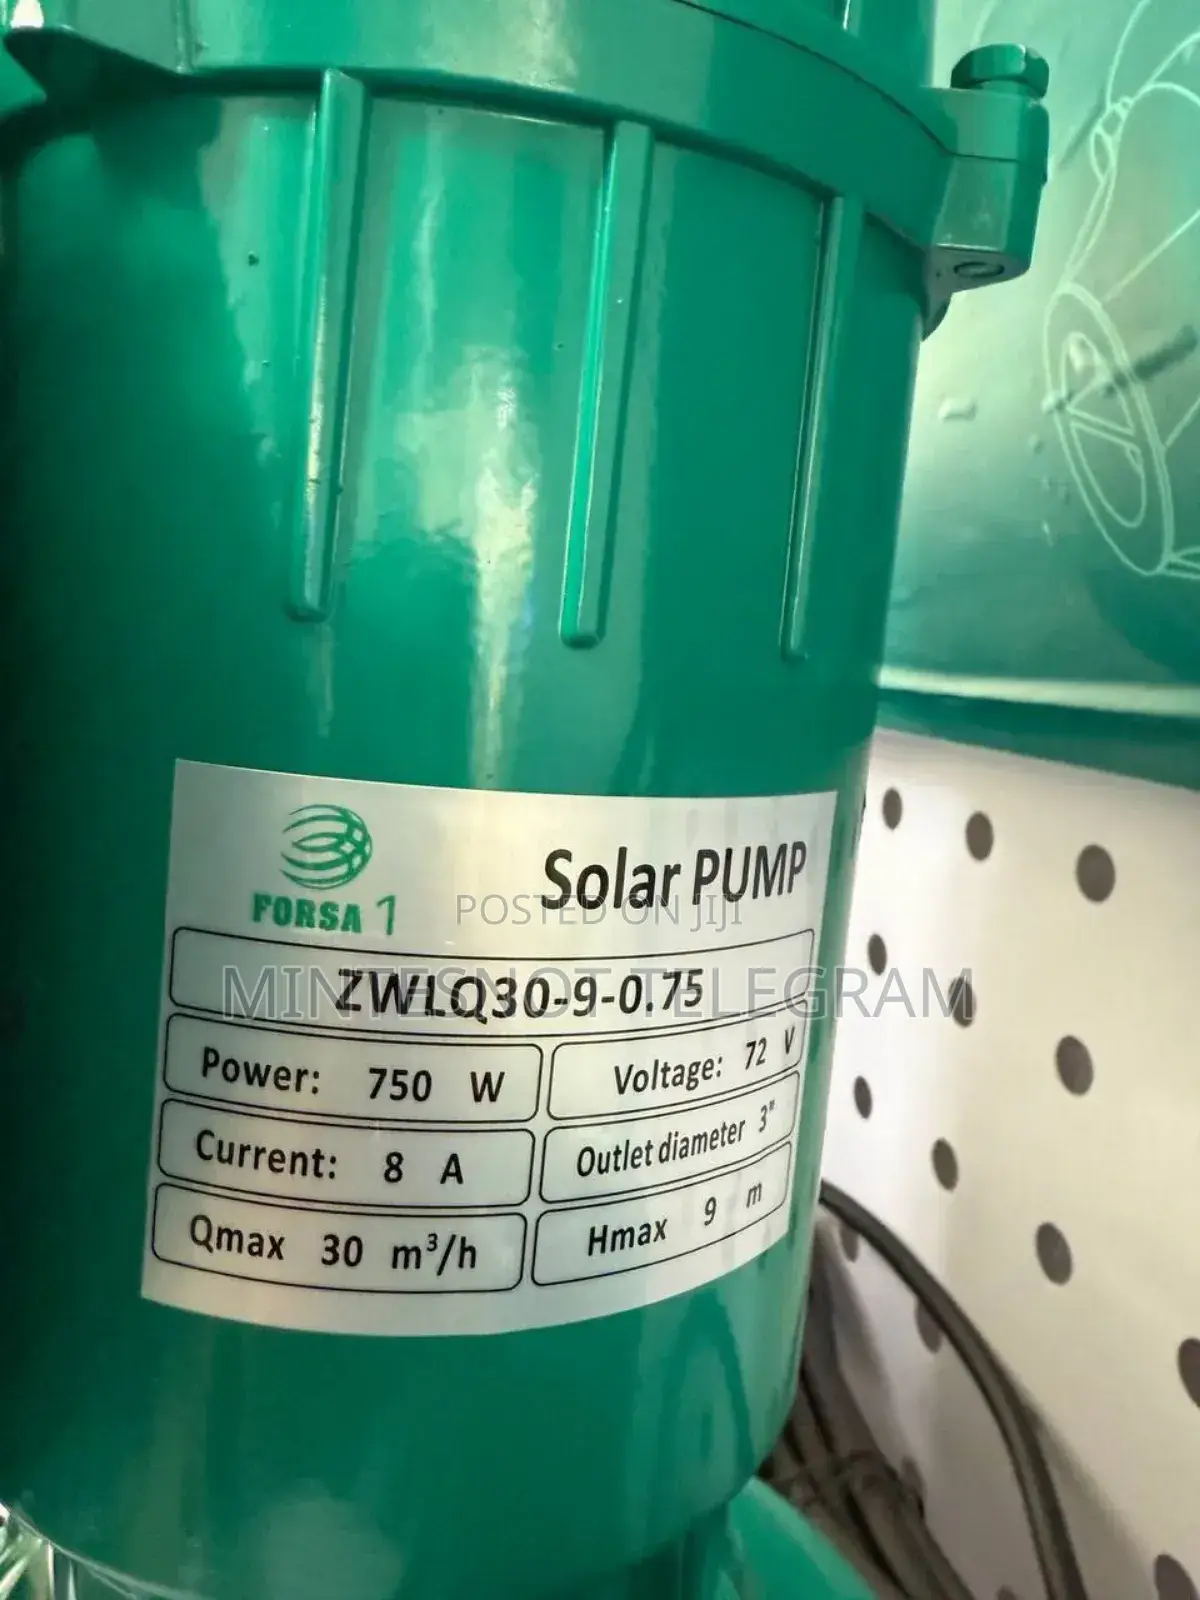 Solar PUMP
FORSA 1
POSTED ON JIJI
ZWLQ30-9-0.75
MINTESNOT TELEGRAM
Power: 750 W
Voltage: 72 V
Current: 8 A
Outlet diameter 3"
Qmax 30 m³/h
Hmax 9 m